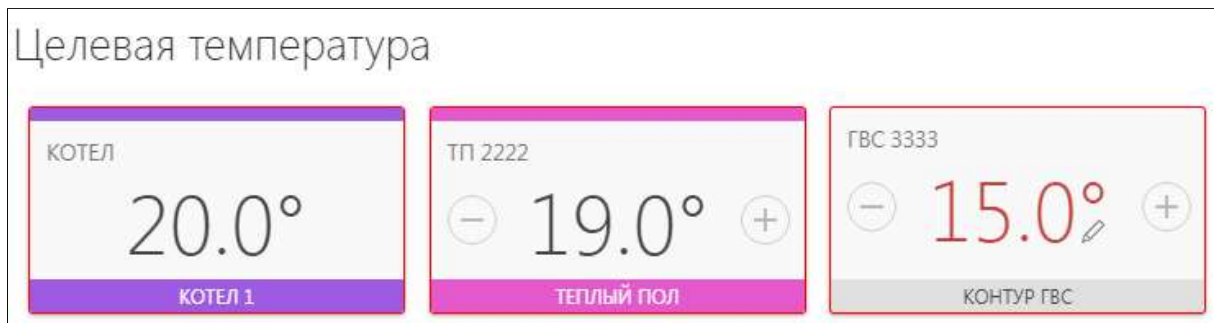 Целевая температура
КОТЕЛ
20.0°
КОТЕЛ 1
ТП 2222
19.0°
ТЕПЛЫЙ ПОЛ
ГВС 3333
15.0°
КОНТУР ГВС